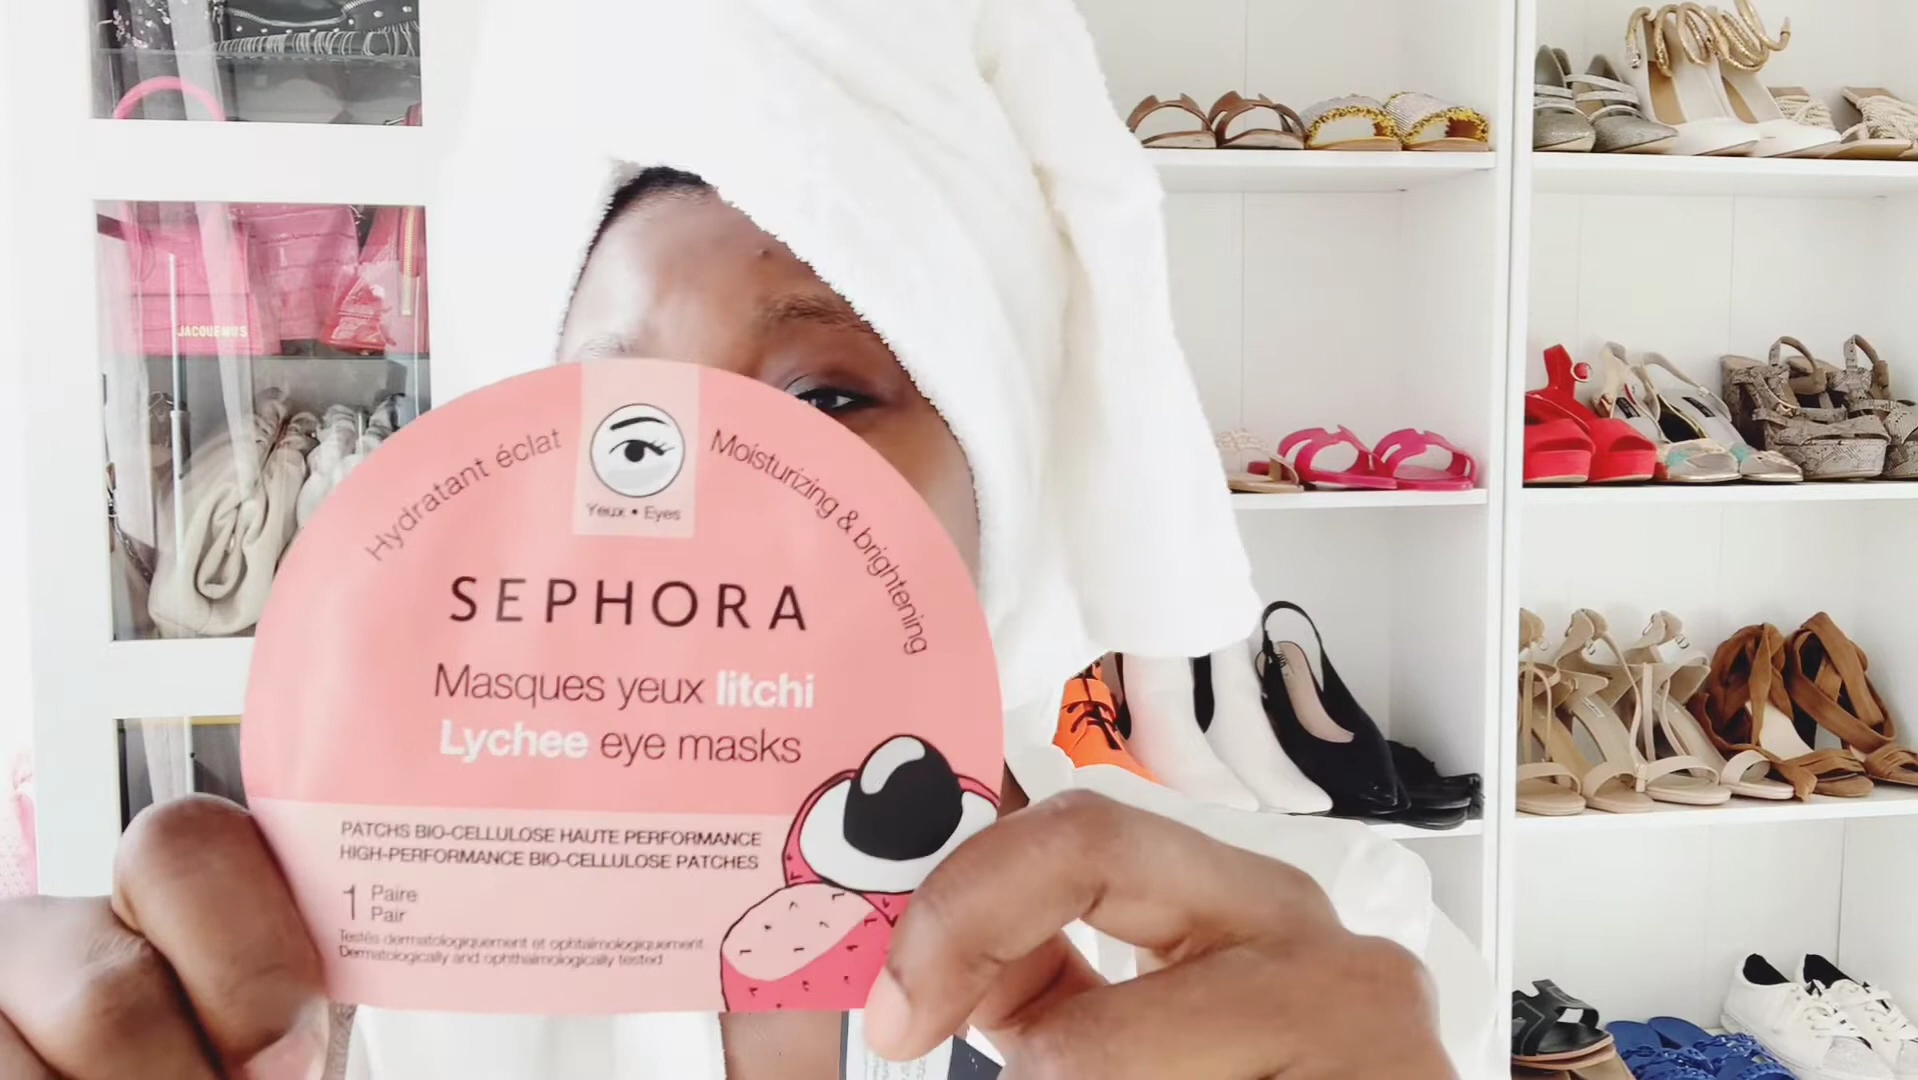 JACQUEMUS
Hydratant éclat
Yeux • Eyes
Moisturizing & brightening
SEPHORA
Masques yeux litchi
Lychee eye masks
PATCHS BIO-CELLULOSE HAUTE PERFORMANCE
HIGH-PERFORMANCE BIO-CELLULOSE PATCHES
1 Paire
Pair
Testés dermatologiquement et ophtalmologiquement
Dermatologically and ophthalmologically tested